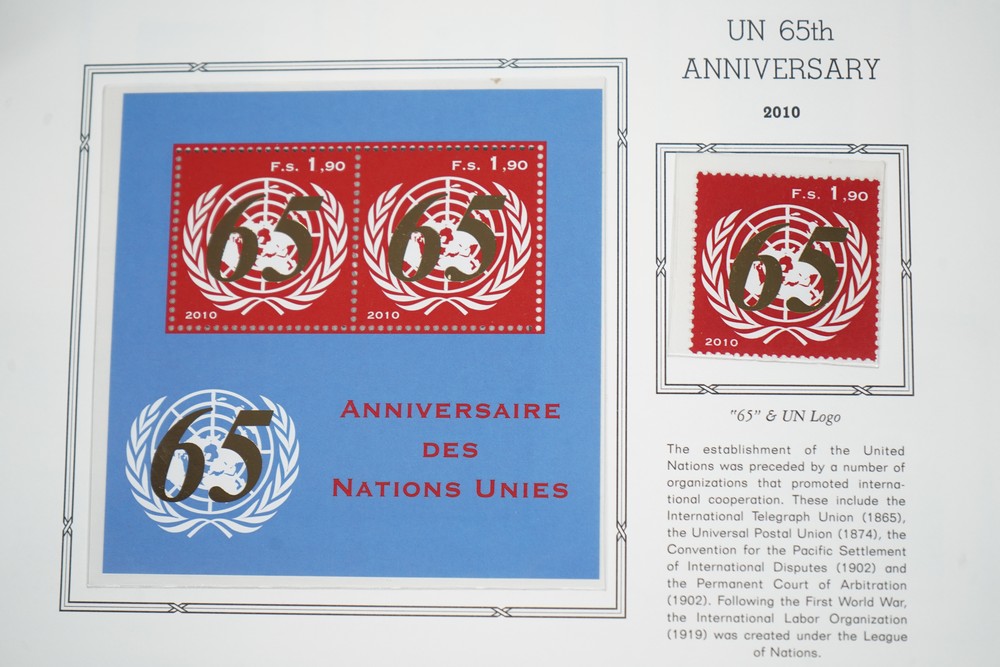 UN 65th
ANNIVERSARY
2010
F.s. 1,90
65
2010
F.s. 1,90
65
2010
65
ANNIVERSAIRE
DES
NATIONS UNIES
F.s. 1,90
65
2010
"65" & UN Logo
The establishment of the United
Nations was preceded by a number of
organizations that promoted interna-
tional cooperation. These include the
International Telegraph Union (1865),
the Universal Postal Union (1874), the
Convention for the Pacific Settlement
of International Disputes (1902) and
the Permanent Court of Arbitration
(1902). Following the First World War,
the International Labor Organization
(1919) was created under the League
of Nations.